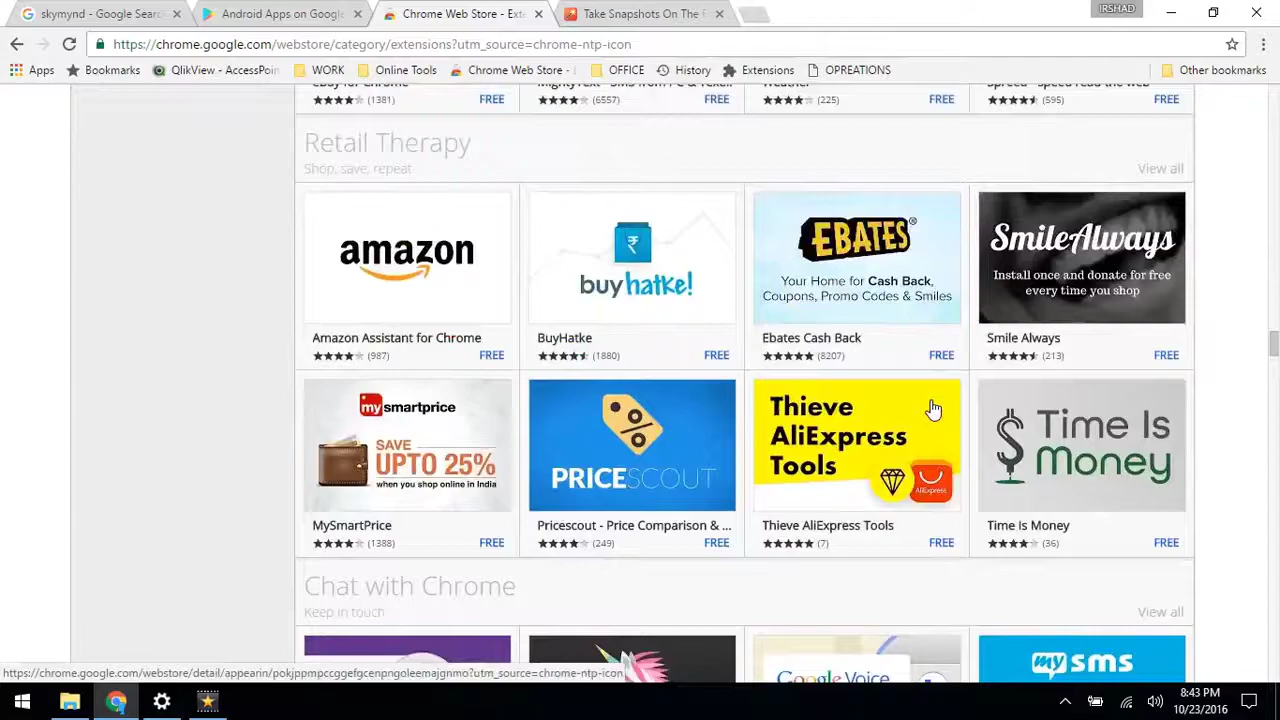 skymynd - Google Searc
Android Apps on Google
Chrome Web Store - Exte
Take Snapshots On The F
IRSHAD
https://chrome.google.com/webstore/category/extensions?utm_source=chrome-ntp-icon
Apps
Bookmarks
QlikView - AccessPoin
WORK
Online Tools
Chrome Web Store - 
OFFICE
History
Extensions
OPREATIONS
Other bookmarks
(1381) FREE
(6557) FREE
(225) FREE
(595) FREE
Retail Therapy
Shop, save, repeat
View all
amazon
buyhatke!
EBATES®
Your Home for Cash Back,
Coupons, Promo Codes & Smiles
SmileAlways
Install once and donate for free
every time you shop
Amazon Assistant for Chrome
(987) FREE
BuyHatke
(1880) FREE
Ebates Cash Back
(8207) FREE
Smile Always
(213) FREE
mysmartprice
SAVE
UPTO 25%
when you shop online in India
PRICESCOUT
Thieve
AliExpress
Tools
AliExpress
Time Is
Money
MySmartPrice
(1388) FREE
Pricescout - Price Comparison & ...
(249) FREE
Thieve AliExpress Tools
(7) FREE
Time Is Money
(36) FREE
Chat with Chrome
Keep in touch
View all
Google Voice
mysms
https://chrome.google.com/webstore/detail/appearin/pokjppmpccggefgcenpngoleemajgnmo?utm_source=chrome-ntp-icon
8:43 PM
10/23/2016